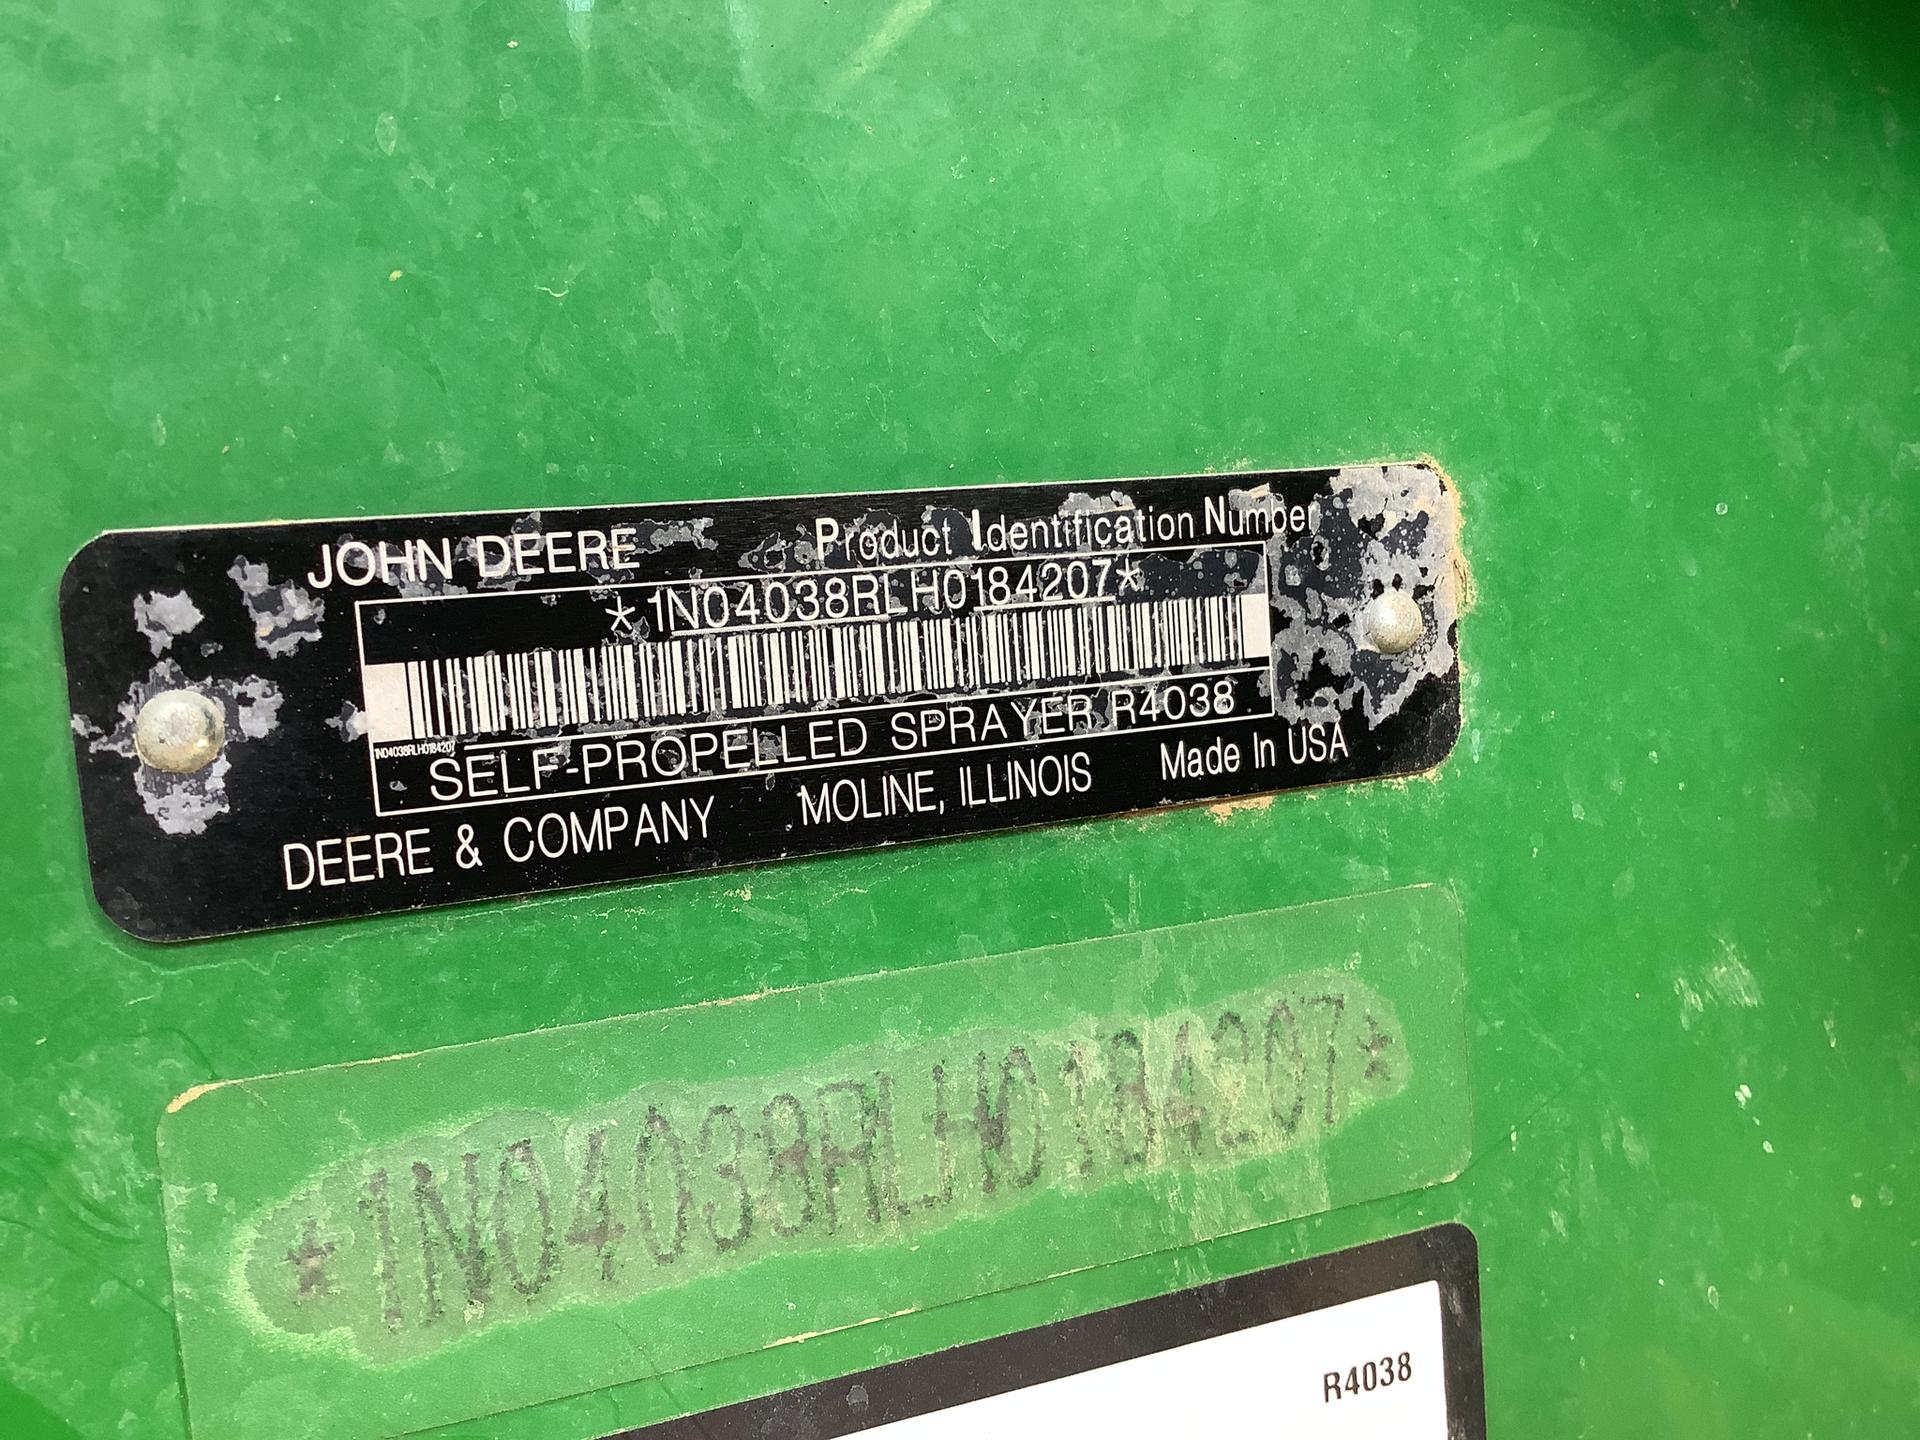 JOHN DEERE Product Identification Number
*1N04038RLH0184207*
1N04038RLH0184207
SELF-PROPELLED SPRAYER R4038
DEERE & COMPANY MOLINE, ILLINOIS Made In USA
*1N04038RLH0184207*
R4038